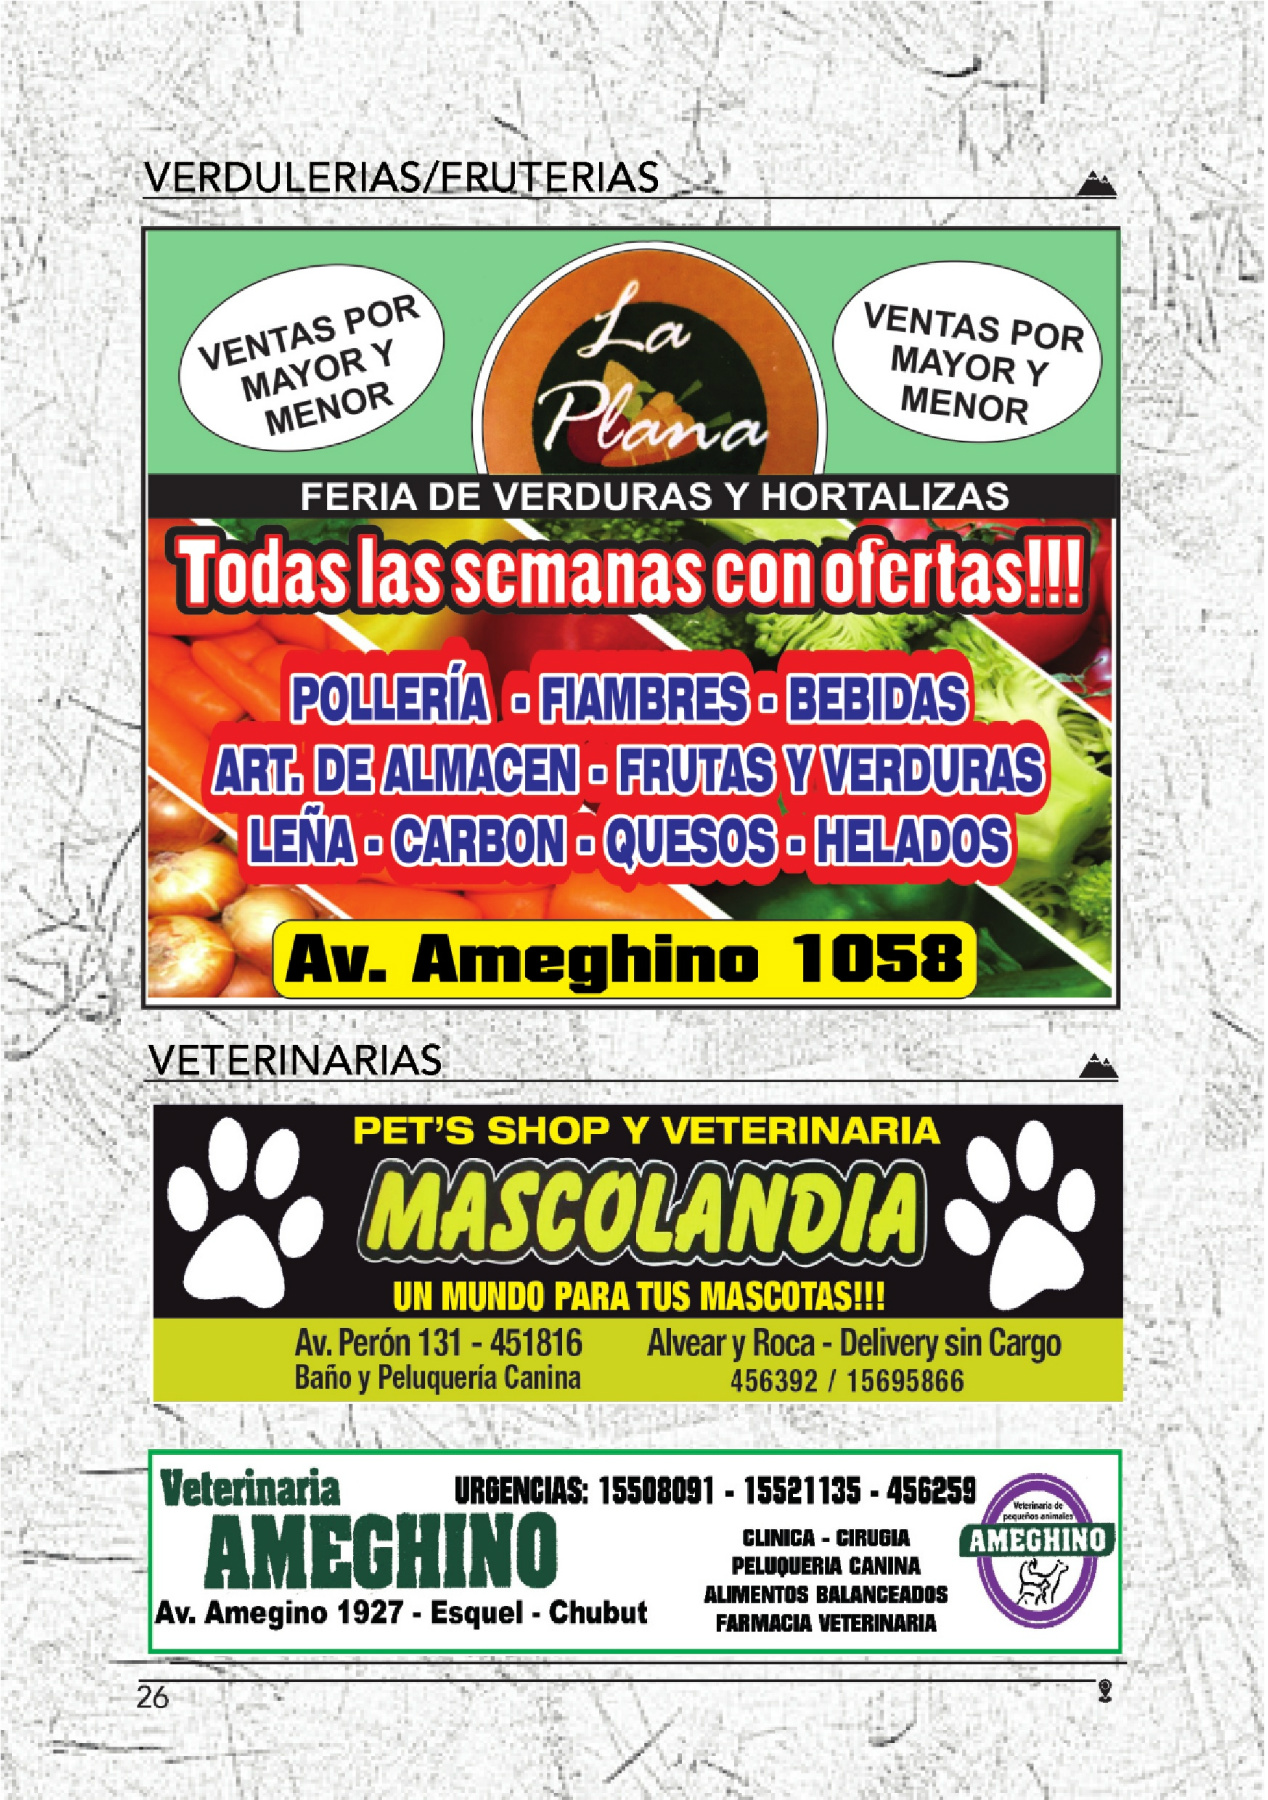 VERDULERIAS/FRUTERIAS
VENTAS POR
MAYOR Y
MENOR
La
Plana
VENTAS POR
MAYOR Y
MENOR
FERIA DE VERDURAS Y HORTALIZAS
Todas las semanas con ofertas!!!
POLLERÍA - FIAMBRES - BEBIDAS
ART. DE ALMACEN - FRUTAS Y VERDURAS
LEÑA - CARBON - QUESOS - HELADOS
Av. Ameghino 1058
VETERINARIAS
PET'S SHOP Y VETERINARIA
MASCOLANDIA
UN MUNDO PARA TUS MASCOTAS!!!
Av. Perón 131 - 451816
Baño y Peluquería Canina
Alvear y Roca - Delivery sin Cargo
456392 / 15695866
Veterinaria
AMEGHINO
Av. Amegino 1927 - Esquel - Chubut
URGENCIAS: 15508091 - 15521135 - 456259
CLINICA - CIRUGIA
PELUQUERIA CANINA
ALIMENTOS BALANCEADOS
FARMACIA VETERINARIA
Veterinaria de
pequeños animales
AMEGHINO
26